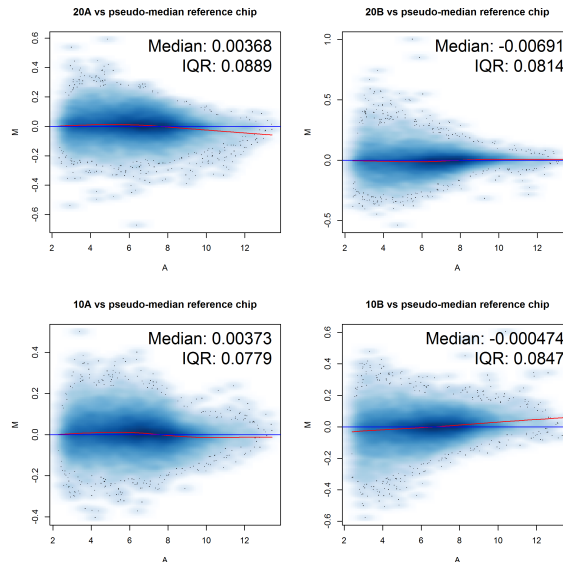 20A vs pseudo-median reference chip
Median: 0.00368
IQR: 0.0889
M
0.6
0.4
0.2
0.0
-0.2
-0.4
-0.6
2 4 6 8 10 12
A
20B vs pseudo-median reference chip
Median: -0.00691
IQR: 0.0814
M
1.0
0.5
0.0
-0.5
2 4 6 8 10 12
A
10A vs pseudo-median reference chip
Median: 0.00373
IQR: 0.0779
M
0.4
0.2
0.0
-0.2
-0.4
2 4 6 8 10 12
A
10B vs pseudo-median reference chip
Median: -0.000474
IQR: 0.0847
M
0.6
0.4
0.2
0.0
-0.2
-0.4
-0.6
2 4 6 8 10 12
A